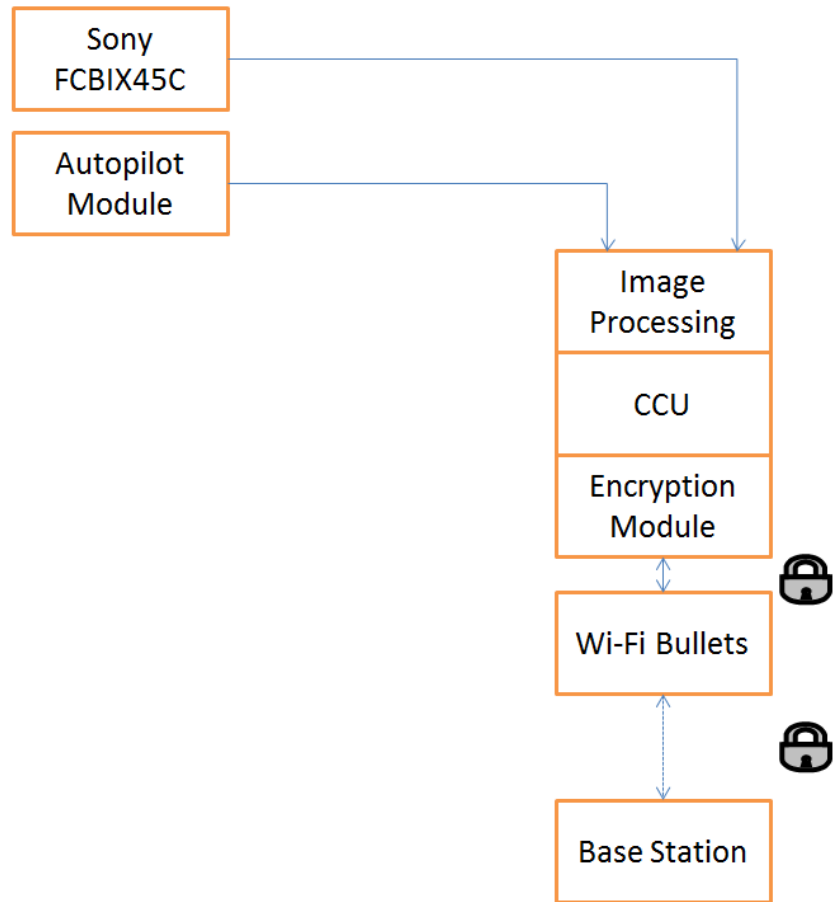 Sony
FCBIX45C
Autopilot
Module
Image
Processing
CCU
Encryption
Module
Wi-Fi Bullets
Base Station